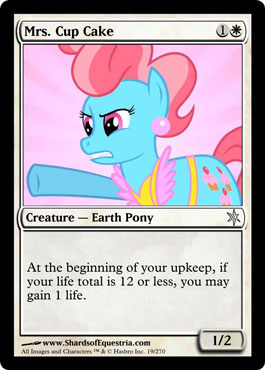 Mrs. Cup Cake 1
Creature — Earth Pony
At the beginning of your upkeep, if
your life total is 12 or less, you may
gain 1 life.
www.ShardsofEquestria.com
All Images and Characters ™ & © Hasbro Inc. 19/270
1/2